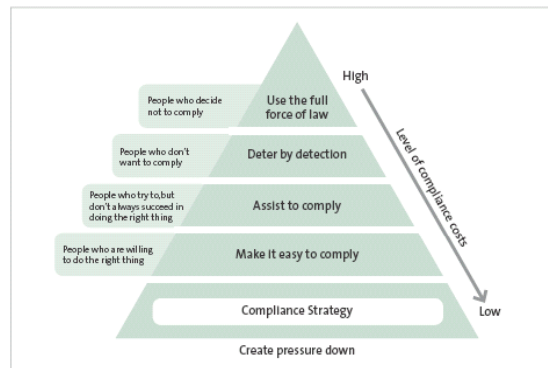 High
People who decide
not to comply
Use the full
force of law
People who don't
want to comply
Deter by detection
Level of compliance costs
People who try to,but
don't always succeed in
doing the right thing
Assist to comply
People who are willing
to do the right thing
Make it easy to comply
Compliance Strategy
Low
Create pressure down